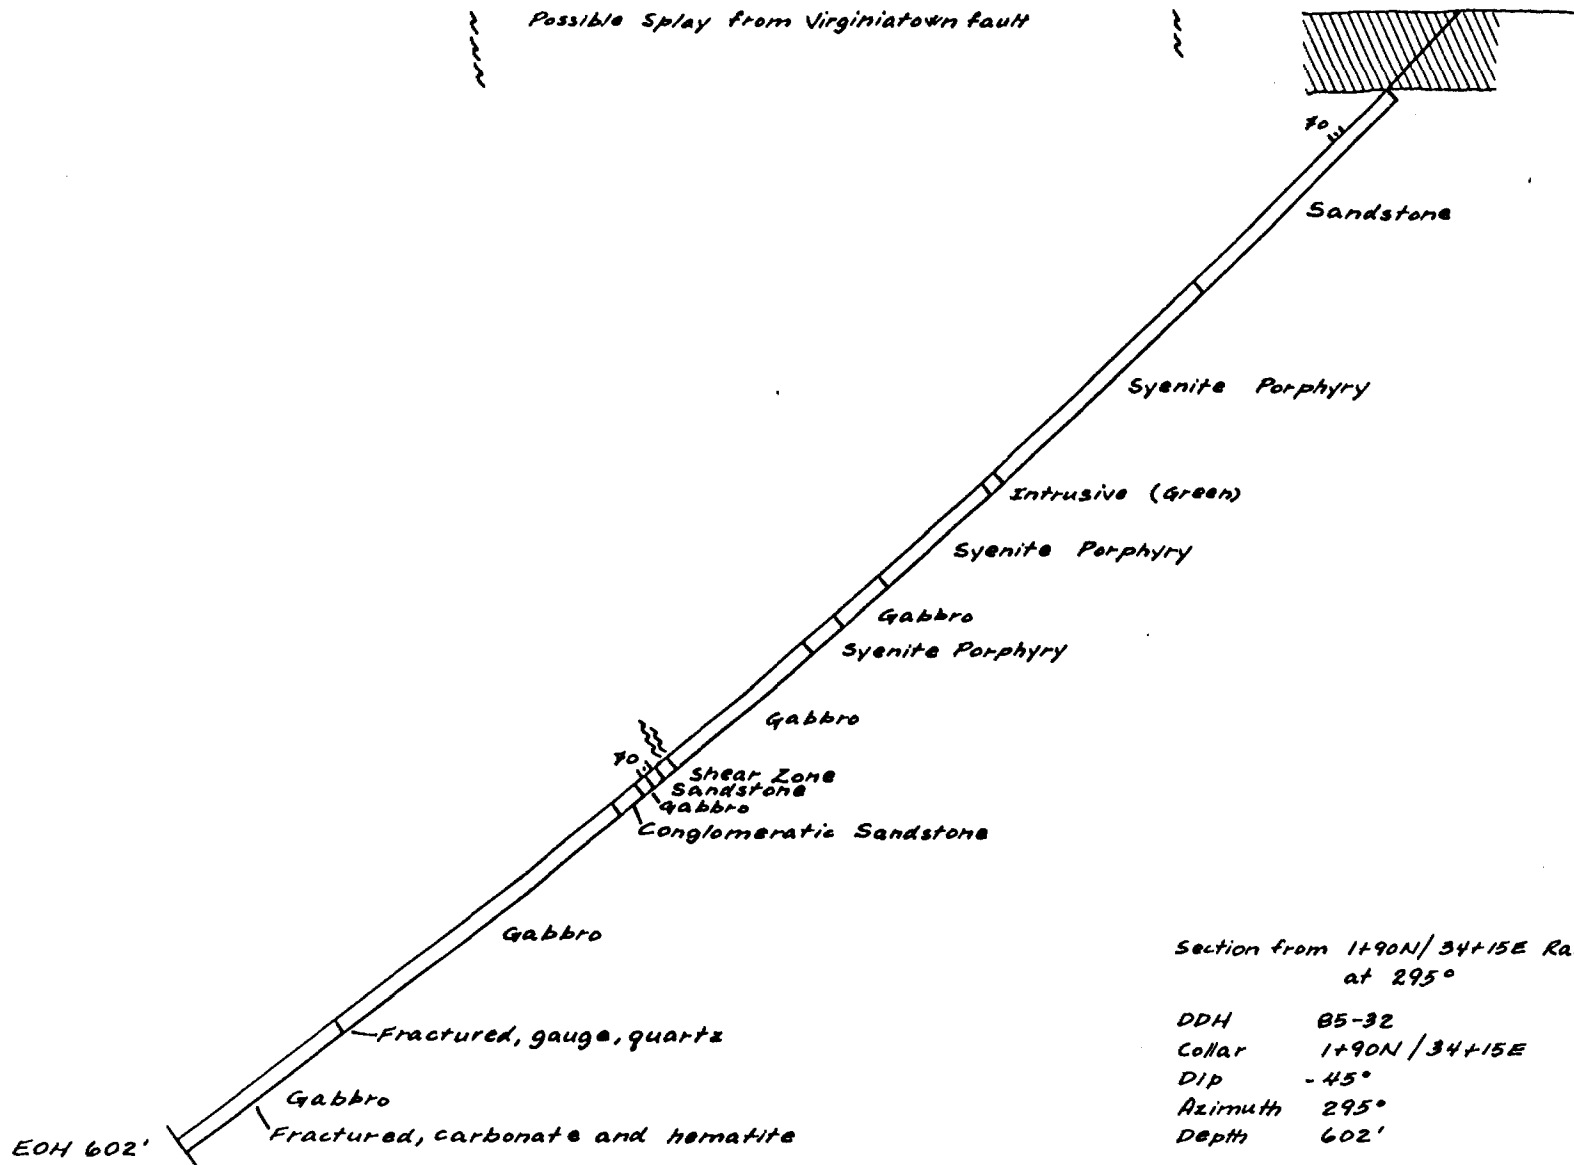 Possible Splay from Virginiatown fault
70
Sandstone
Syenite Porphyry
Intrusive (Green)
Syenite Porphyry
Gabbro
Syenite Porphyry
Gabbro
70
Shear Zone
Sandstone
Gabbro
Conglomeratic Sandstone
Gabbro
Fractured, gauge, quartz
Gabbro
Fractured, carbonate and hematite
EOH 602'
Section from 1+90N/34+15E Ra
at 295°
DDH 85-32
Collar 1+90N/34+15E
Dip -45°
Azimuth 295°
Depth 602'